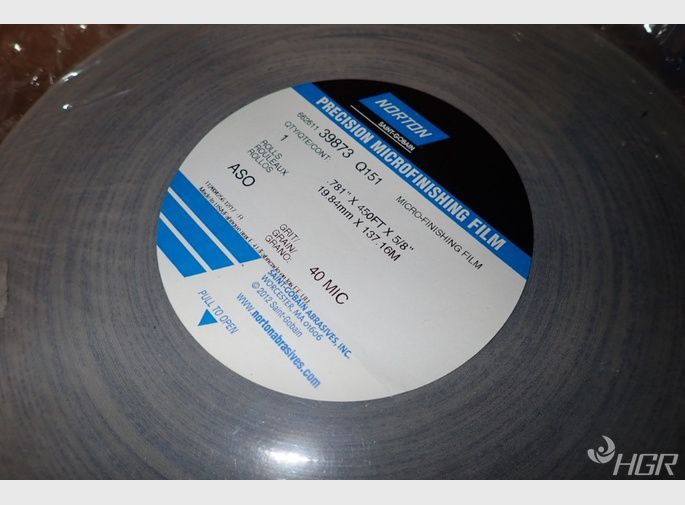 NORTON
SAINT-GOBAIN
PRECISION MICROFINISHING FILM
662611 39873 Q151 MICRO-FINISHING FILM
QTY/QTE/CONT:
1
ROLLS
ROULEAUX
ROLLOS
.781" X 450FT X 5/8"
19.84mm X 137.16M
ASO
GRIT/
GRAIN/
GRANO:
40 MIC
SAINT-GOBAIN ABRASIVES, INC.
WORCESTER, MA 01606
© 2012 Saint-Gobain
www.nortonabrasives.com
PULL TO OPEN
HGR